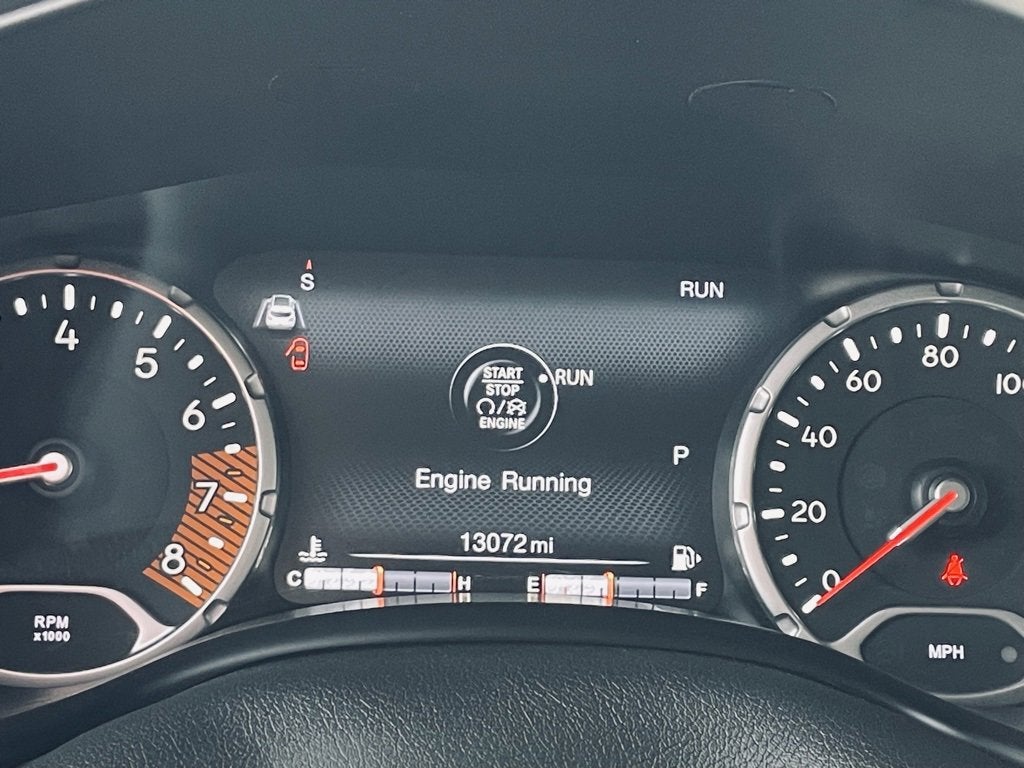 S
RUN
4
5
6
7
8
RPM
x1000
START
STOP
ENGINE
RUN
P
Engine Running
13072 mi
C H
E F
0
20
40
60
80
MPH